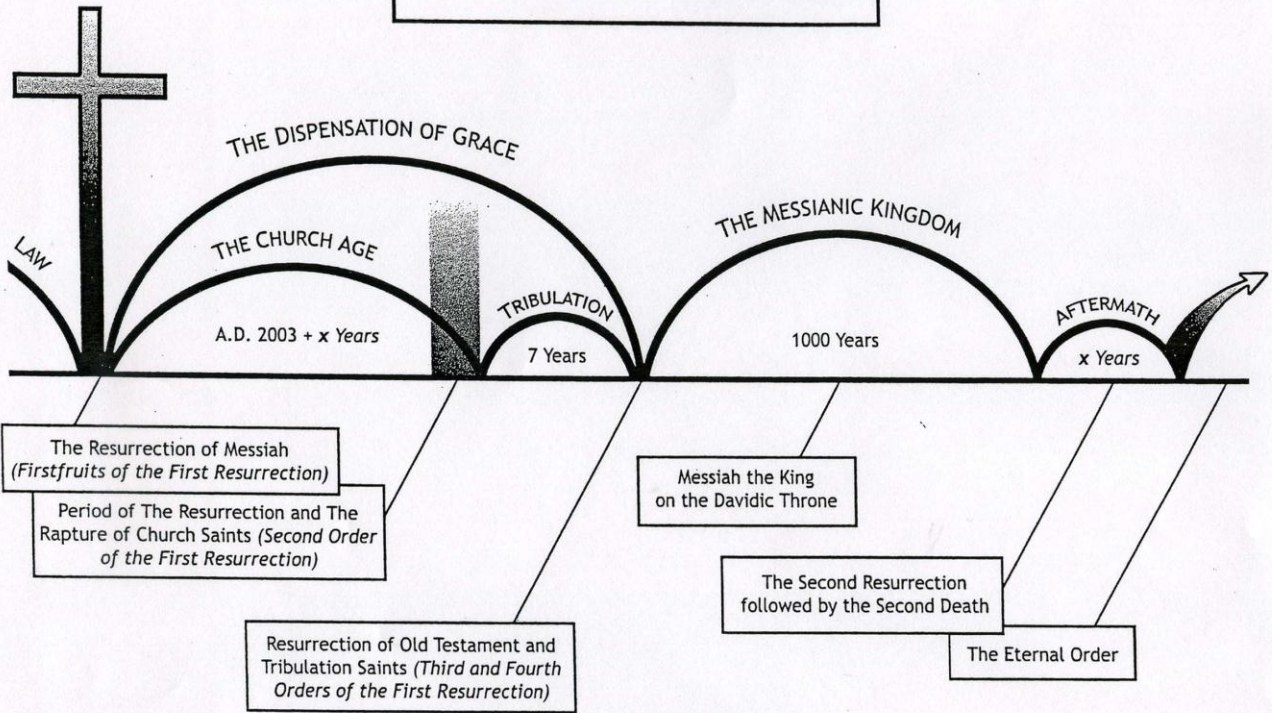 THE DISPENSATION OF GRACE
LAW
THE CHURCH AGE
A.D. 2003 + x Years
TRIBULATION
7 Years
THE MESSIANIC KINGDOM
1000 Years
AFTERMATH
x Years
The Resurrection of Messiah
(Firstfruits of the First Resurrection)
Period of The Resurrection and The
Rapture of Church Saints (Second Order
of the First Resurrection)
Resurrection of Old Testament and
Tribulation Saints (Third and Fourth
Orders of the First Resurrection)
Messiah the King
on the Davidic Throne
The Second Resurrection
followed by the Second Death
The Eternal Order